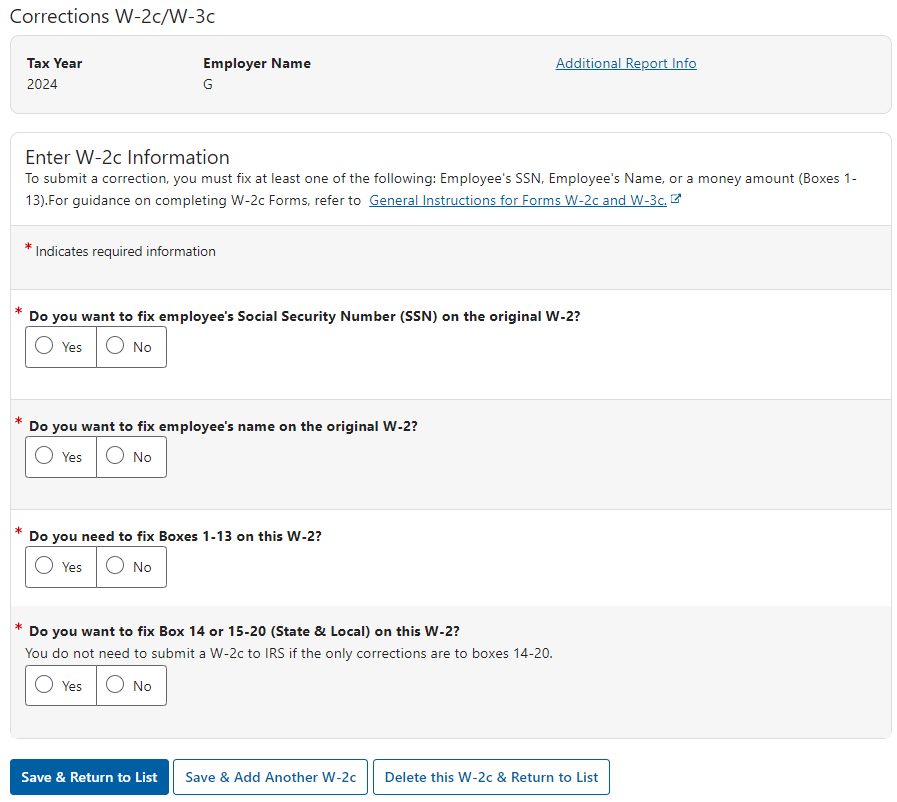 Corrections W-2c/W-3c
Tax Year
Employer Name
Additional Report Info
2024
G
Enter W-2c Information
To submit a correction, you must fix at least one of the following: Employee's SSN, Employee's Name, or a money amount (Boxes 1-
13).For guidance on completing W-2c Forms, refer to General Instructions for Forms W-2c and W-3c.
* Indicates required information
* Do you want to fix employee's Social Security Number (SSN) on the original W-2?
Yes No
* Do you want to fix employee's name on the original W-2?
Yes No
* Do you need to fix Boxes 1-13 on this W-2?
Yes No
* Do you want to fix Box 14 or 15-20 (State & Local) on this W-2?
You do not need to submit a W-2c to IRS if the only corrections are to boxes 14-20.
Yes No
Save & Return to List Save & Add Another W-2c Delete this W-2c & Return to List